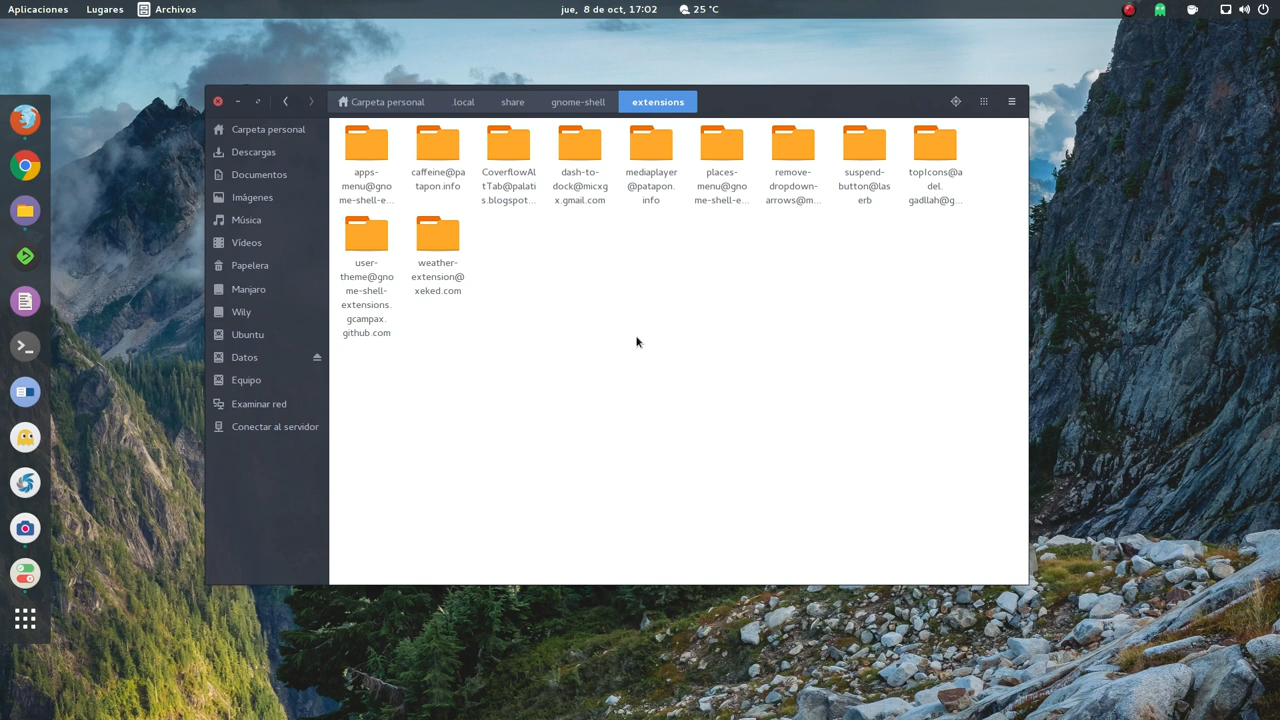 Aplicaciones Lugares Archivos jue, 8 de oct, 17:02 25 °C
Carpeta personal .local share gnome-shell extensions
Carpeta personal
Descargas
Documentos
Imágenes
Música
Vídeos
Papelera
Manjaro
Wily
Ubuntu
Datos
Equipo
Examinar red
Conectar al servidor
apps-
menu@gno
me-shell-e...
caffeine@pa
tapon.info
CoverflowAl
tTab@palati
s.blogspot...
dash-to-
dock@micxg
x.gmail.com
mediaplayer
@patapon.
info
places-
menu@gno
me-shell-e...
remove-
dropdown-
arrows@m...
suspend-
button@las
erb
topIcons@a
del.
gadllah@g...
user-
theme@gno
me-shell-
extensions.
gcampax.
github.com
weather-
extension@
xeked.com